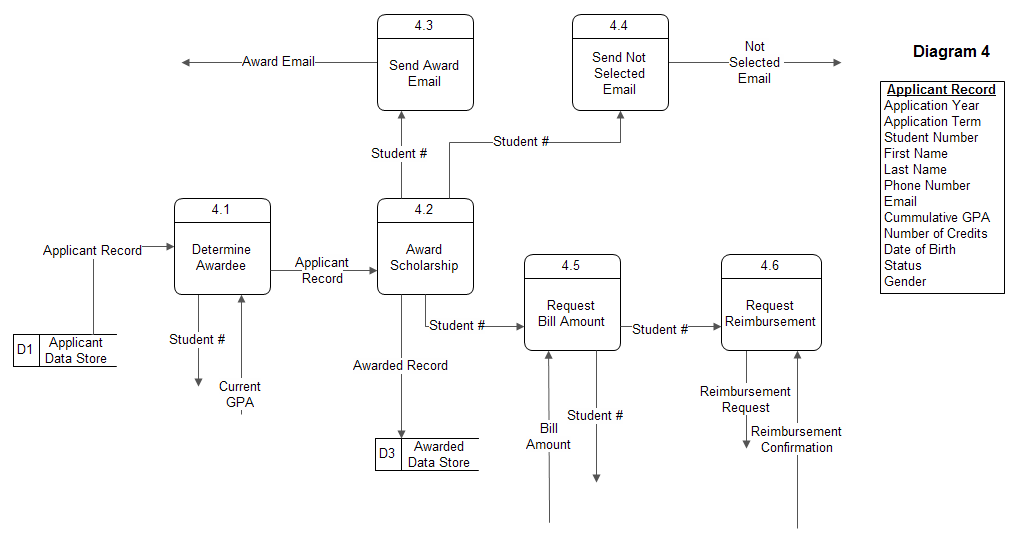 4.3
Send Award
Email
Award Email
4.4
Send Not
Selected
Email
Not
Selected
Email
Diagram 4
Applicant Record
Application Year
Application Term
Student Number
First Name
Last Name
Phone Number
Email
Cummulative GPA
Number of Credits
Date of Birth
Status
Gender
Student #
Student #
4.1
Determine
Awardee
Applicant Record
Applicant
Record
4.2
Award
Scholarship
4.5
Request
Bill Amount
4.6
Request
Reimbursement
Student #
Student #
D1
Applicant
Data Store
Student #
Current
GPA
Awarded Record
D3
Awarded
Data Store
Bill
Amount
Student #
Reimbursement
Request
Reimbursement
Confirmation